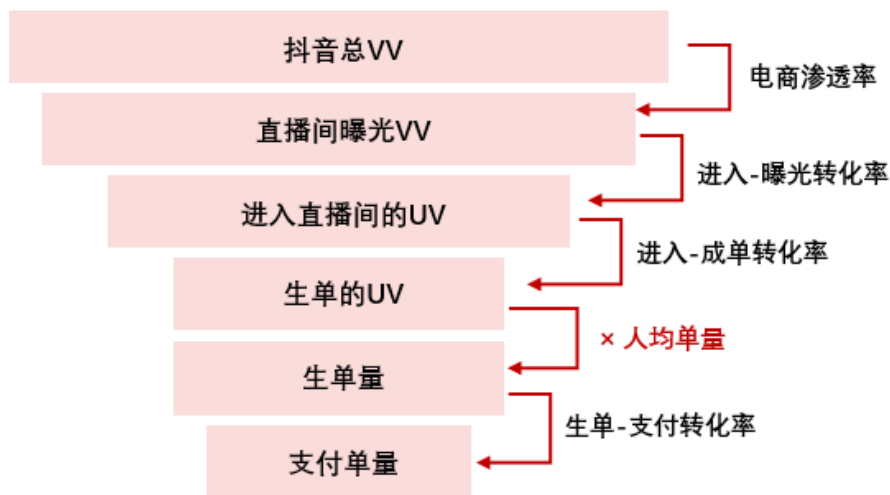 抖音总VV
电商渗透率
直播间曝光VV
进入-曝光转化率
进入直播间的UV
进入-成单转化率
生单的UV
× 人均单量
生单量
生单-支付转化率
支付单量